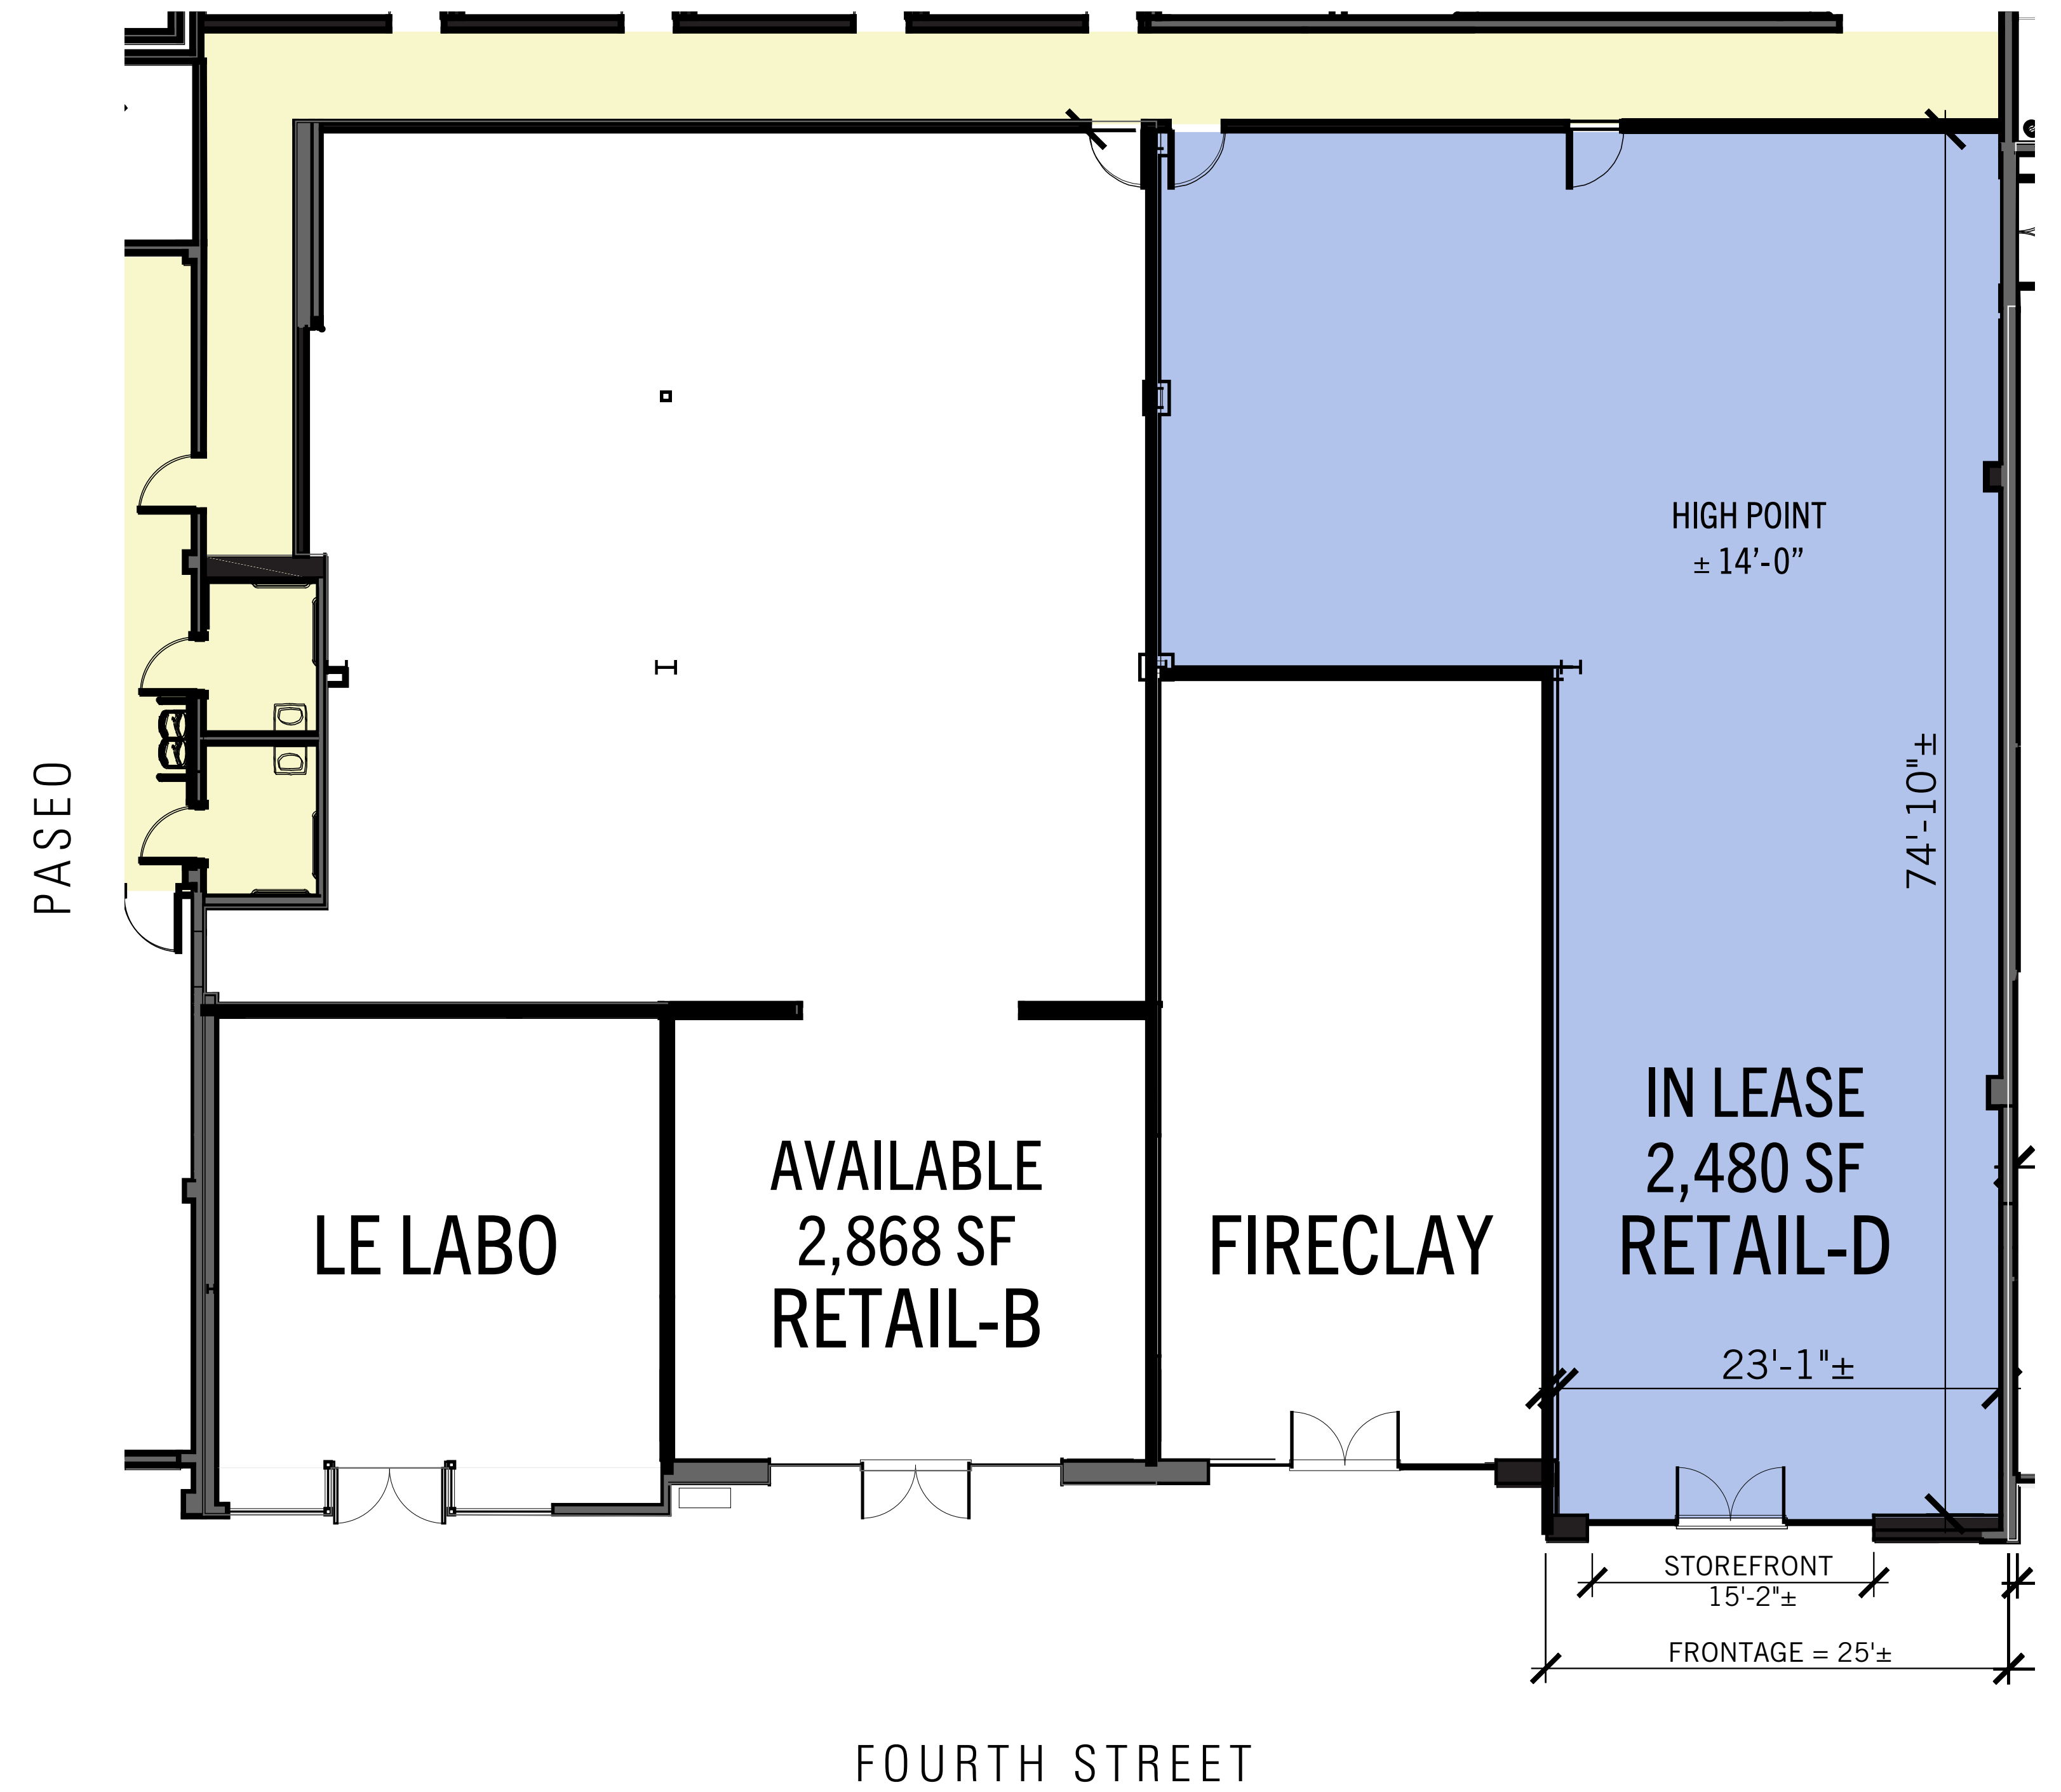 HIGH POINT
± 14’-0”
PASEO
74'-10"±
IN LEASE
2,480 SF
RETAIL-D
AVAILABLE
2,868 SF
RETAIL-B
LE LABO
FIRECLAY
23'-1"±
STOREFRONT
15'-2"±
FRONTAGE = 25'±
FOURTH STREET